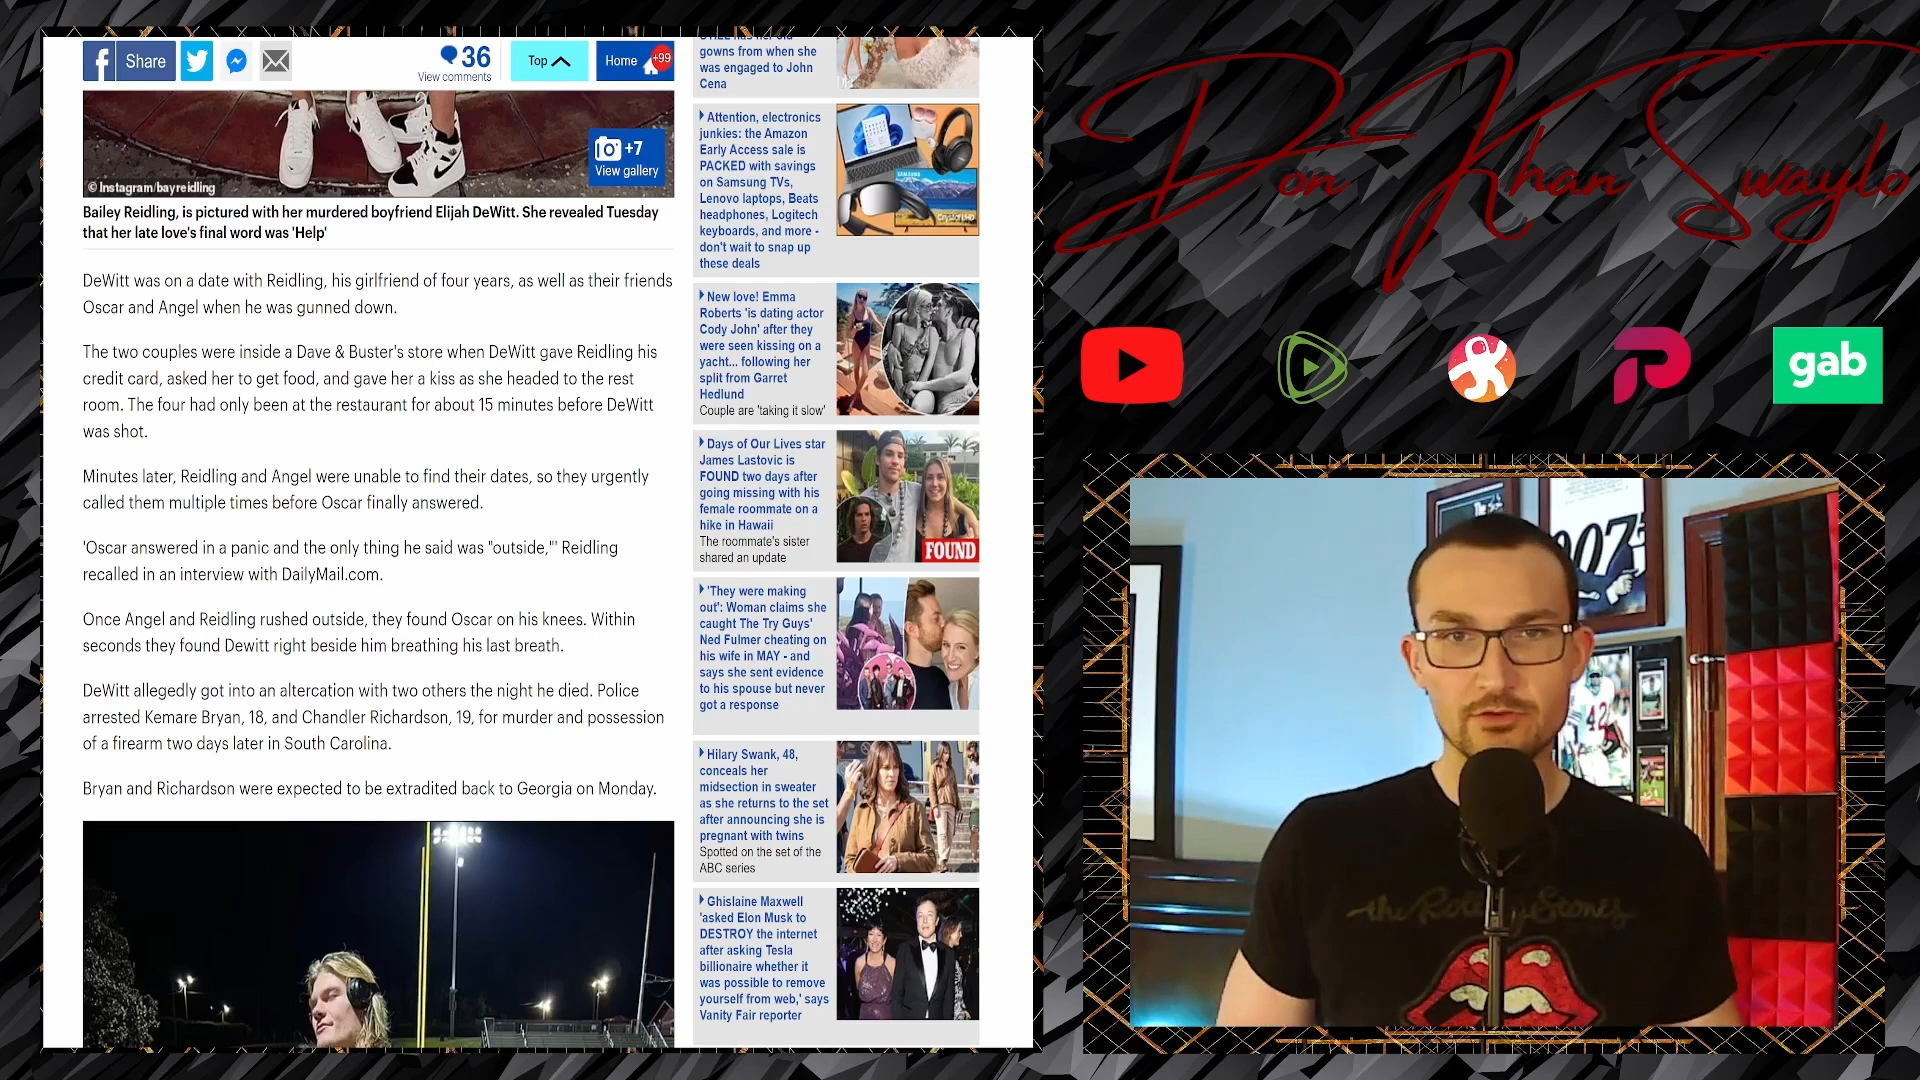 Share
36
View comments
Top
Home
+99
+7
View gallery
© Instagram/bayreidling
Bailey Reidling, is pictured with her murdered boyfriend Elijah DeWitt. She revealed Tuesday
that her late love's final word was 'Help'
DeWitt was on a date with Reidling, his girlfriend of four years, as well as their friends
Oscar and Angel when he was gunned down.
The two couples were inside a Dave & Buster's store when DeWitt gave Reidling his
credit card, asked her to get food, and gave her a kiss as she headed to the rest
room. The four had only been at the restaurant for about 15 minutes before DeWitt
was shot.
Minutes later, Reidling and Angel were unable to find their dates, so they urgently
called them multiple times before Oscar finally answered.
'Oscar answered in a panic and the only thing he said was "outside,"' Reidling
recalled in an interview with DailyMail.com.
Once Angel and Reidling rushed outside, they found Oscar on his knees. Within
seconds they found Dewitt right beside him breathing his last breath.
DeWitt allegedly got into an altercation with two others the night he died. Police
arrested Kemare Bryan, 18, and Chandler Richardson, 19, for murder and possession
of a firearm two days later in South Carolina.
Bryan and Richardson were expected to be extradited back to Georgia on Monday.
gowns from when she
was engaged to John
Cena
Attention, electronics
junkies: the Amazon
Early Access sale is
PACKED with savings
on Samsung TVs,
Lenovo laptops, Beats
headphones, Logitech
keyboards, and more -
don't wait to snap up
these deals
SAMSUNG
Crystal UHD
New love! Emma
Roberts 'is dating actor
Cody John' after they
were seen kissing on a
yacht... following her
split from Garret
Hedlund
Couple are 'taking it slow'
Days of Our Lives star
James Lastovic is
FOUND two days after
going missing with his
female roommate on a
hike in Hawaii
The roommate's sister
shared an update
FOUND
'They were making
out': Woman claims she
caught The Try Guys'
Ned Fulmer cheating on
his wife in MAY - and
says she sent evidence
to his spouse but never
got a response
Hilary Swank, 48,
conceals her
midsection in sweater
as she returns to the set
after announcing she is
pregnant with twins
Spotted on the set of the
ABC series
Ghislaine Maxwell
'asked Elon Musk to
DESTROY the internet
after asking Tesla
billionaire whether it
was possible to remove
yourself from web,' says
Vanity Fair reporter
Don Khan Swaylo
gab
007
42
the Rolling Stones